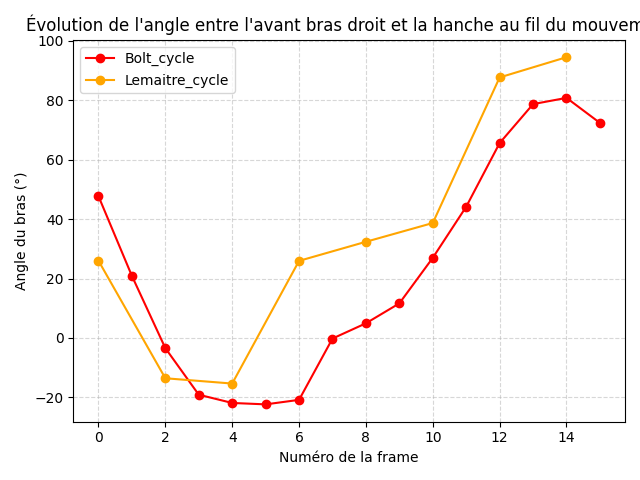 Évolution de l'angle entre l'avant bras droit et la hanche au fil du mouvem
Bolt_cycle
Lemaitre_cycle
100
80
60
40
20
0
−20
Angle du bras (°)
0 2 4 6 8 10 12 14
Numéro de la frame